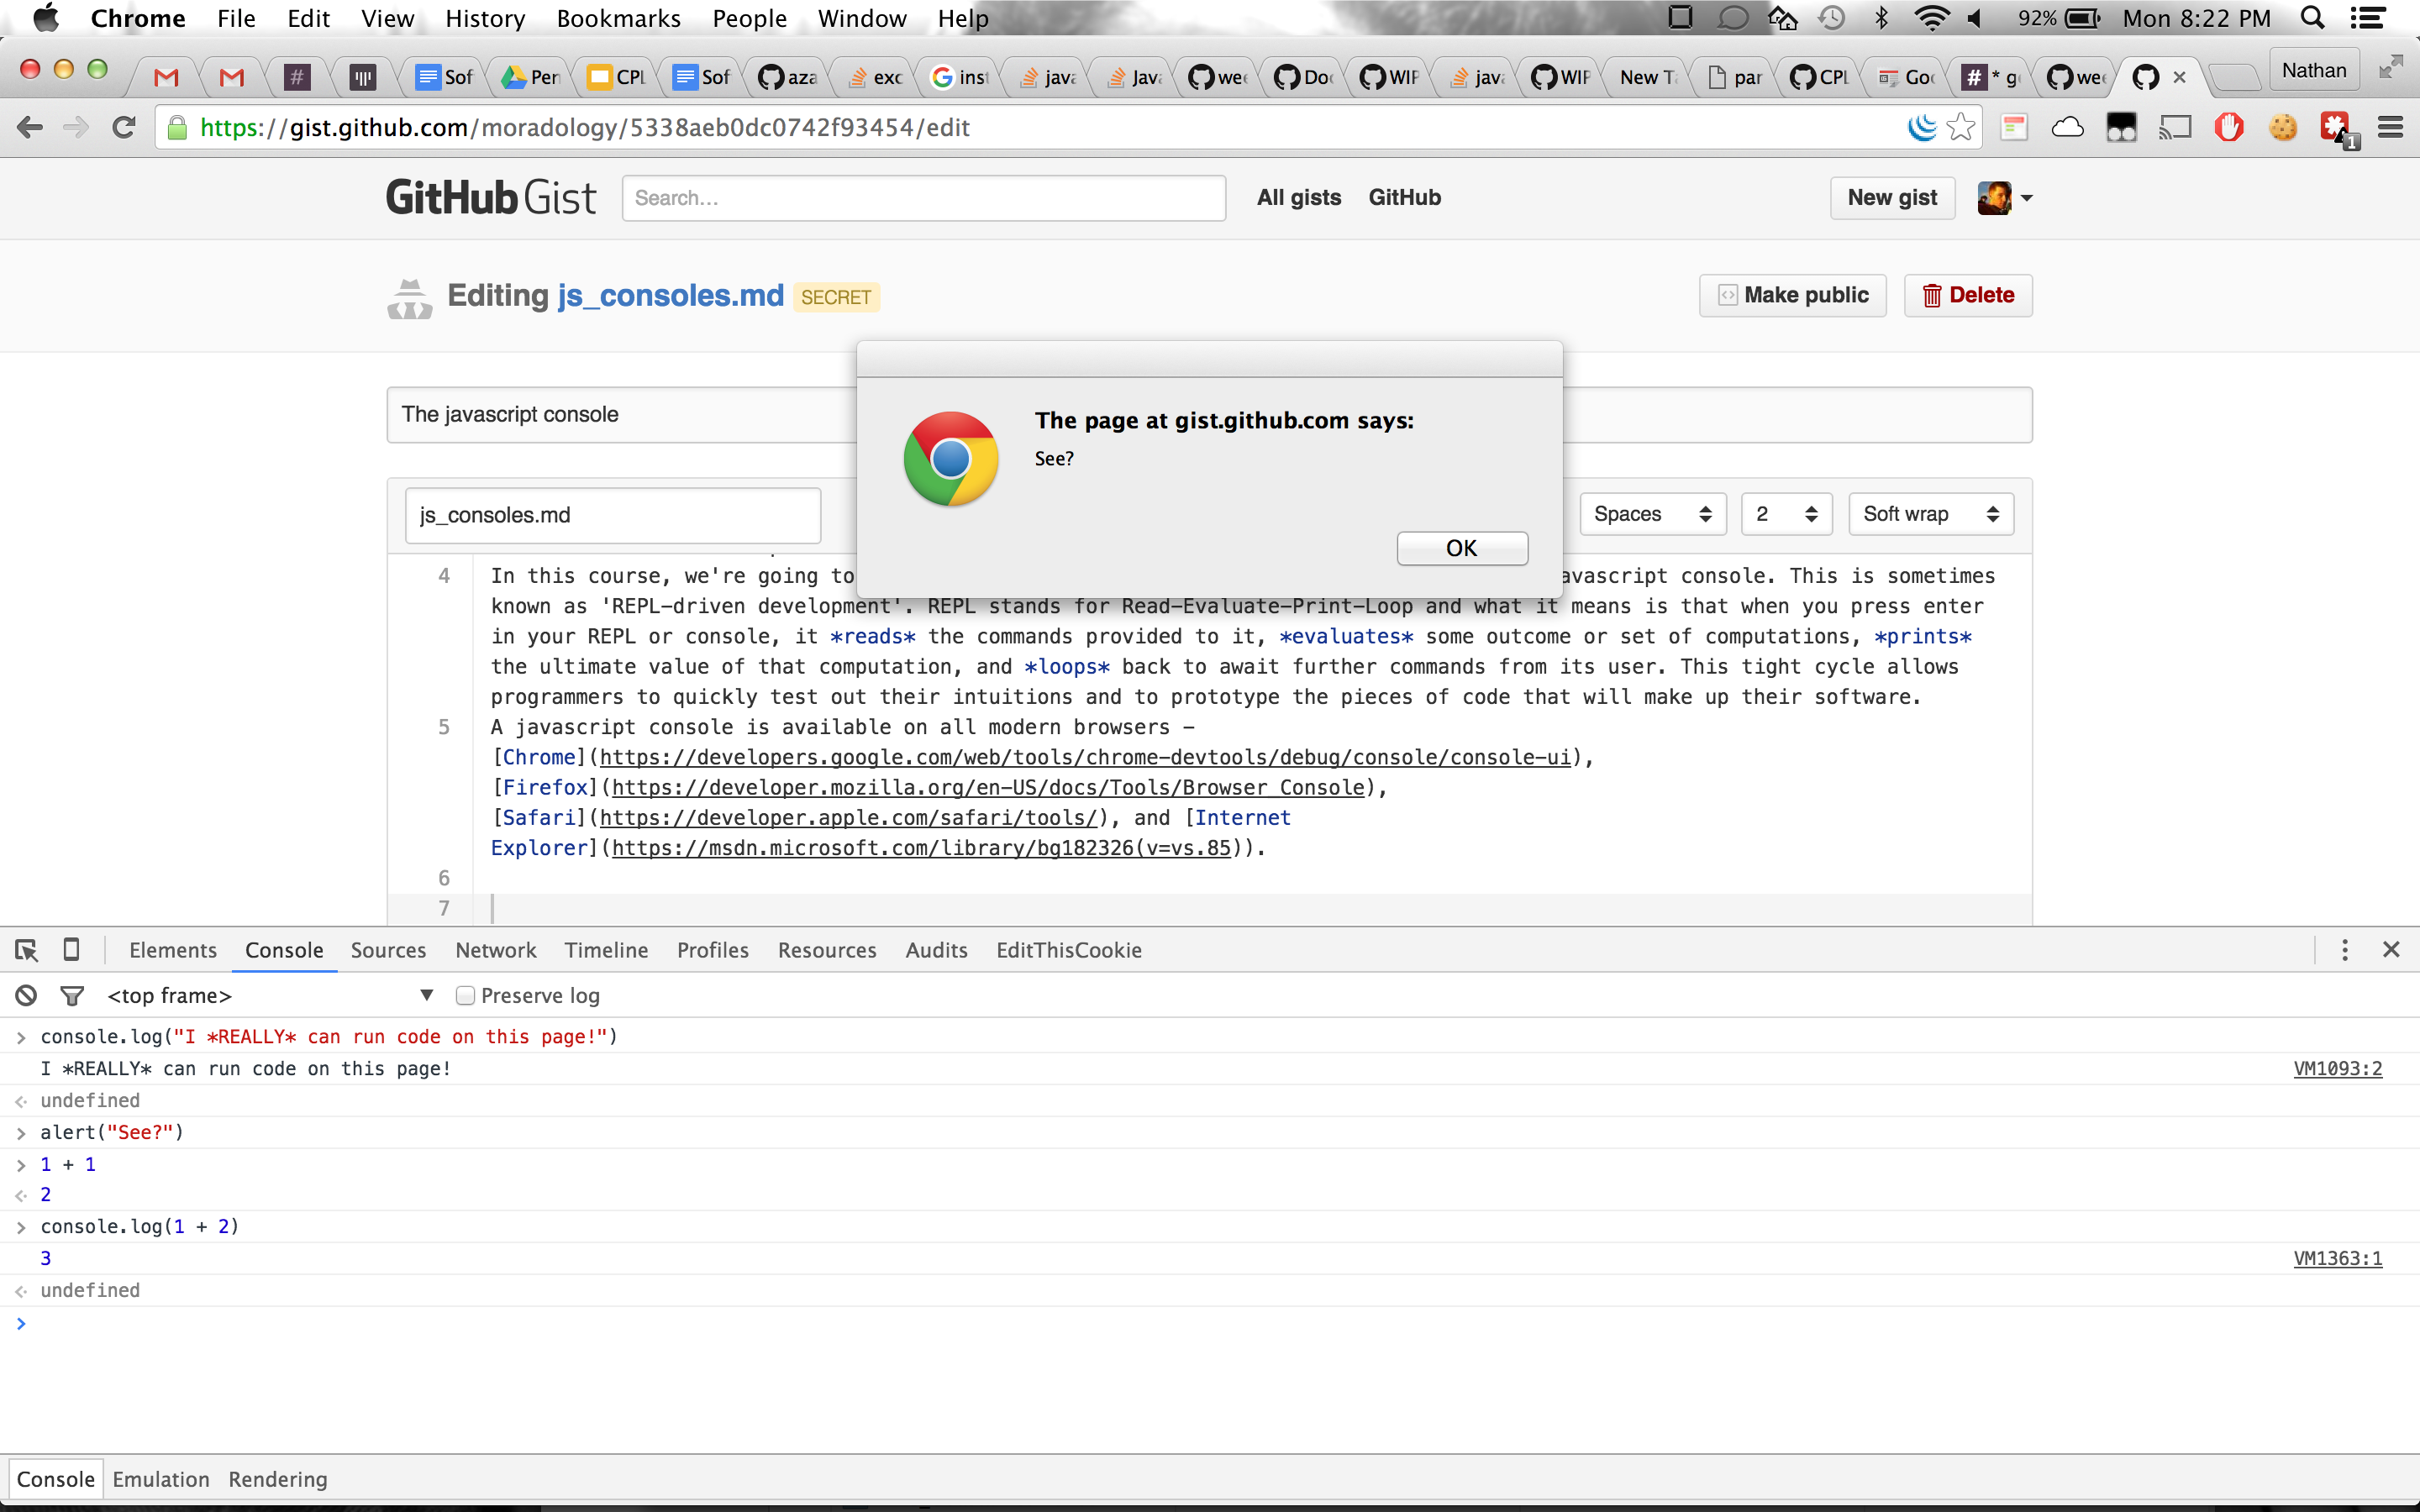 Chrome File Edit View History Bookmarks People Window Help 92% Mon 8:22 PM
Sof Per CPL Sof aza exc inst java Java wee Doc WIP java WIP New T par CPL Goo * g wee Nathan
https://gist.github.com/moradology/5338aeb0dc0742f93454/edit 1
GitHub Gist Search... All gists GitHub New gist
Editing js_consoles.md SECRET Make public Delete
The page at gist.github.com says:
The javascript console
See?
js_consoles.md Spaces 2 Soft wrap
OK
4 In this course, we're going to avascript console. This is sometimes
known as 'REPL-driven development'. REPL stands for Read-Evaluate-Print-Loop and what it means is that when you press enter
in your REPL or console, it *reads* the commands provided to it, *evaluates* some outcome or set of computations, *prints*
the ultimate value of that computation, and *loops* back to await further commands from its user. This tight cycle allows
programmers to quickly test out their intuitions and to prototype the pieces of code that will make up their software.
5 A javascript console is available on all modern browsers -
[Chrome](https://developers.google.com/web/tools/chrome-devtools/debug/console/console-ui),
[Firefox](https://developer.mozilla.org/en-US/docs/Tools/Browser_Console),
[Safari](https://developer.apple.com/safari/tools/), and [Internet
Explorer](https://msdn.microsoft.com/library/bg182326(v=vs.85)).
6
7
Elements Console Sources Network Timeline Profiles Resources Audits EditThisCookie
<top frame> Preserve log
> console.log("I *REALLY* can run code on this page!")
I *REALLY* can run code on this page! VM1093:2
undefined
> alert("See?")
> 1 + 1
2
> console.log(1 + 2)
3 VM1363:1
undefined
>
Console Emulation Rendering